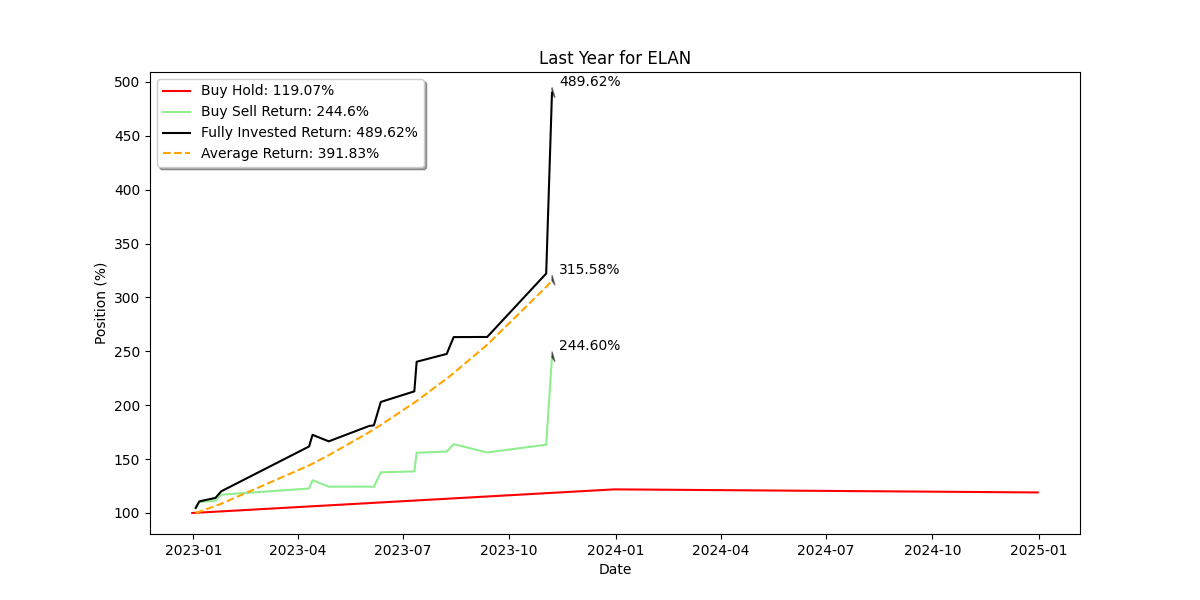 Last Year for ELAN
Buy Hold: 119.07%
Buy Sell Return: 244.6%
Fully Invested Return: 489.62%
Average Return: 391.83%
489.62%
315.58%
244.60%
Position (%)
500
450
400
350
300
250
200
150
100
2023-01 2023-04 2023-07 2023-10 2024-01 2024-04 2024-07 2024-10 2025-01
Date